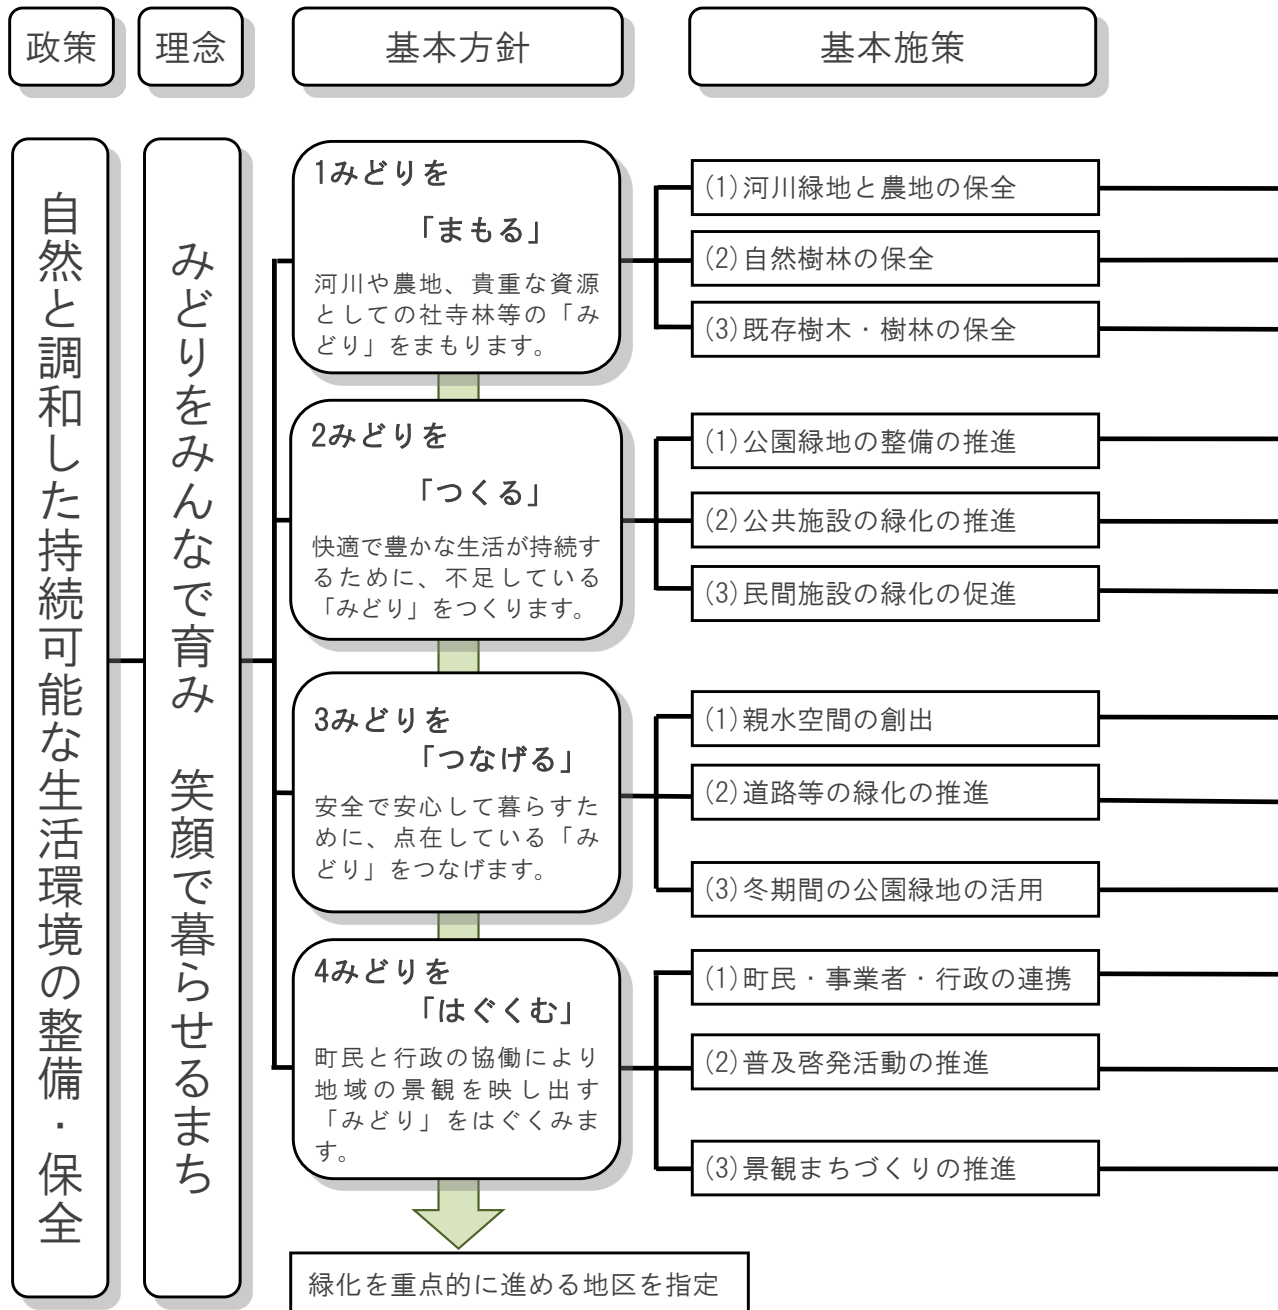 政策
理念
基本方針
基本施策
自然と調和した持続可能な生活環境の整備・保全
みどりをみんなで育み　笑顔で暮らせるまち
1みどりを
「まもる」
河川や農地、貴重な資源
としての社寺林等の「み
どり」をまもります。
(1)河川緑地と農地の保全
(2)自然樹林の保全
(3)既存樹木・樹林の保全
2みどりを
「つくる」
快適で豊かな生活が持続す
るために、不足している
「みどり」をつくります。
(1)公園緑地の整備の推進
(2)公共施設の緑化の推進
(3)民間施設の緑化の促進
3みどりを
「つなげる」
安全で安心して暮らすた
めに、点在している「み
どり」をつなげます。
(1)親水空間の創出
(2)道路等の緑化の推進
(3)冬期間の公園緑地の活用
4みどりを
「はぐくむ」
町民と行政の協働により
地域の景観を映し出す
「みどり」をはぐくみま
す。
(1)町民・事業者・行政の連携
(2)普及啓発活動の推進
(3)景観まちづくりの推進
緑化を重点的に進める地区を指定